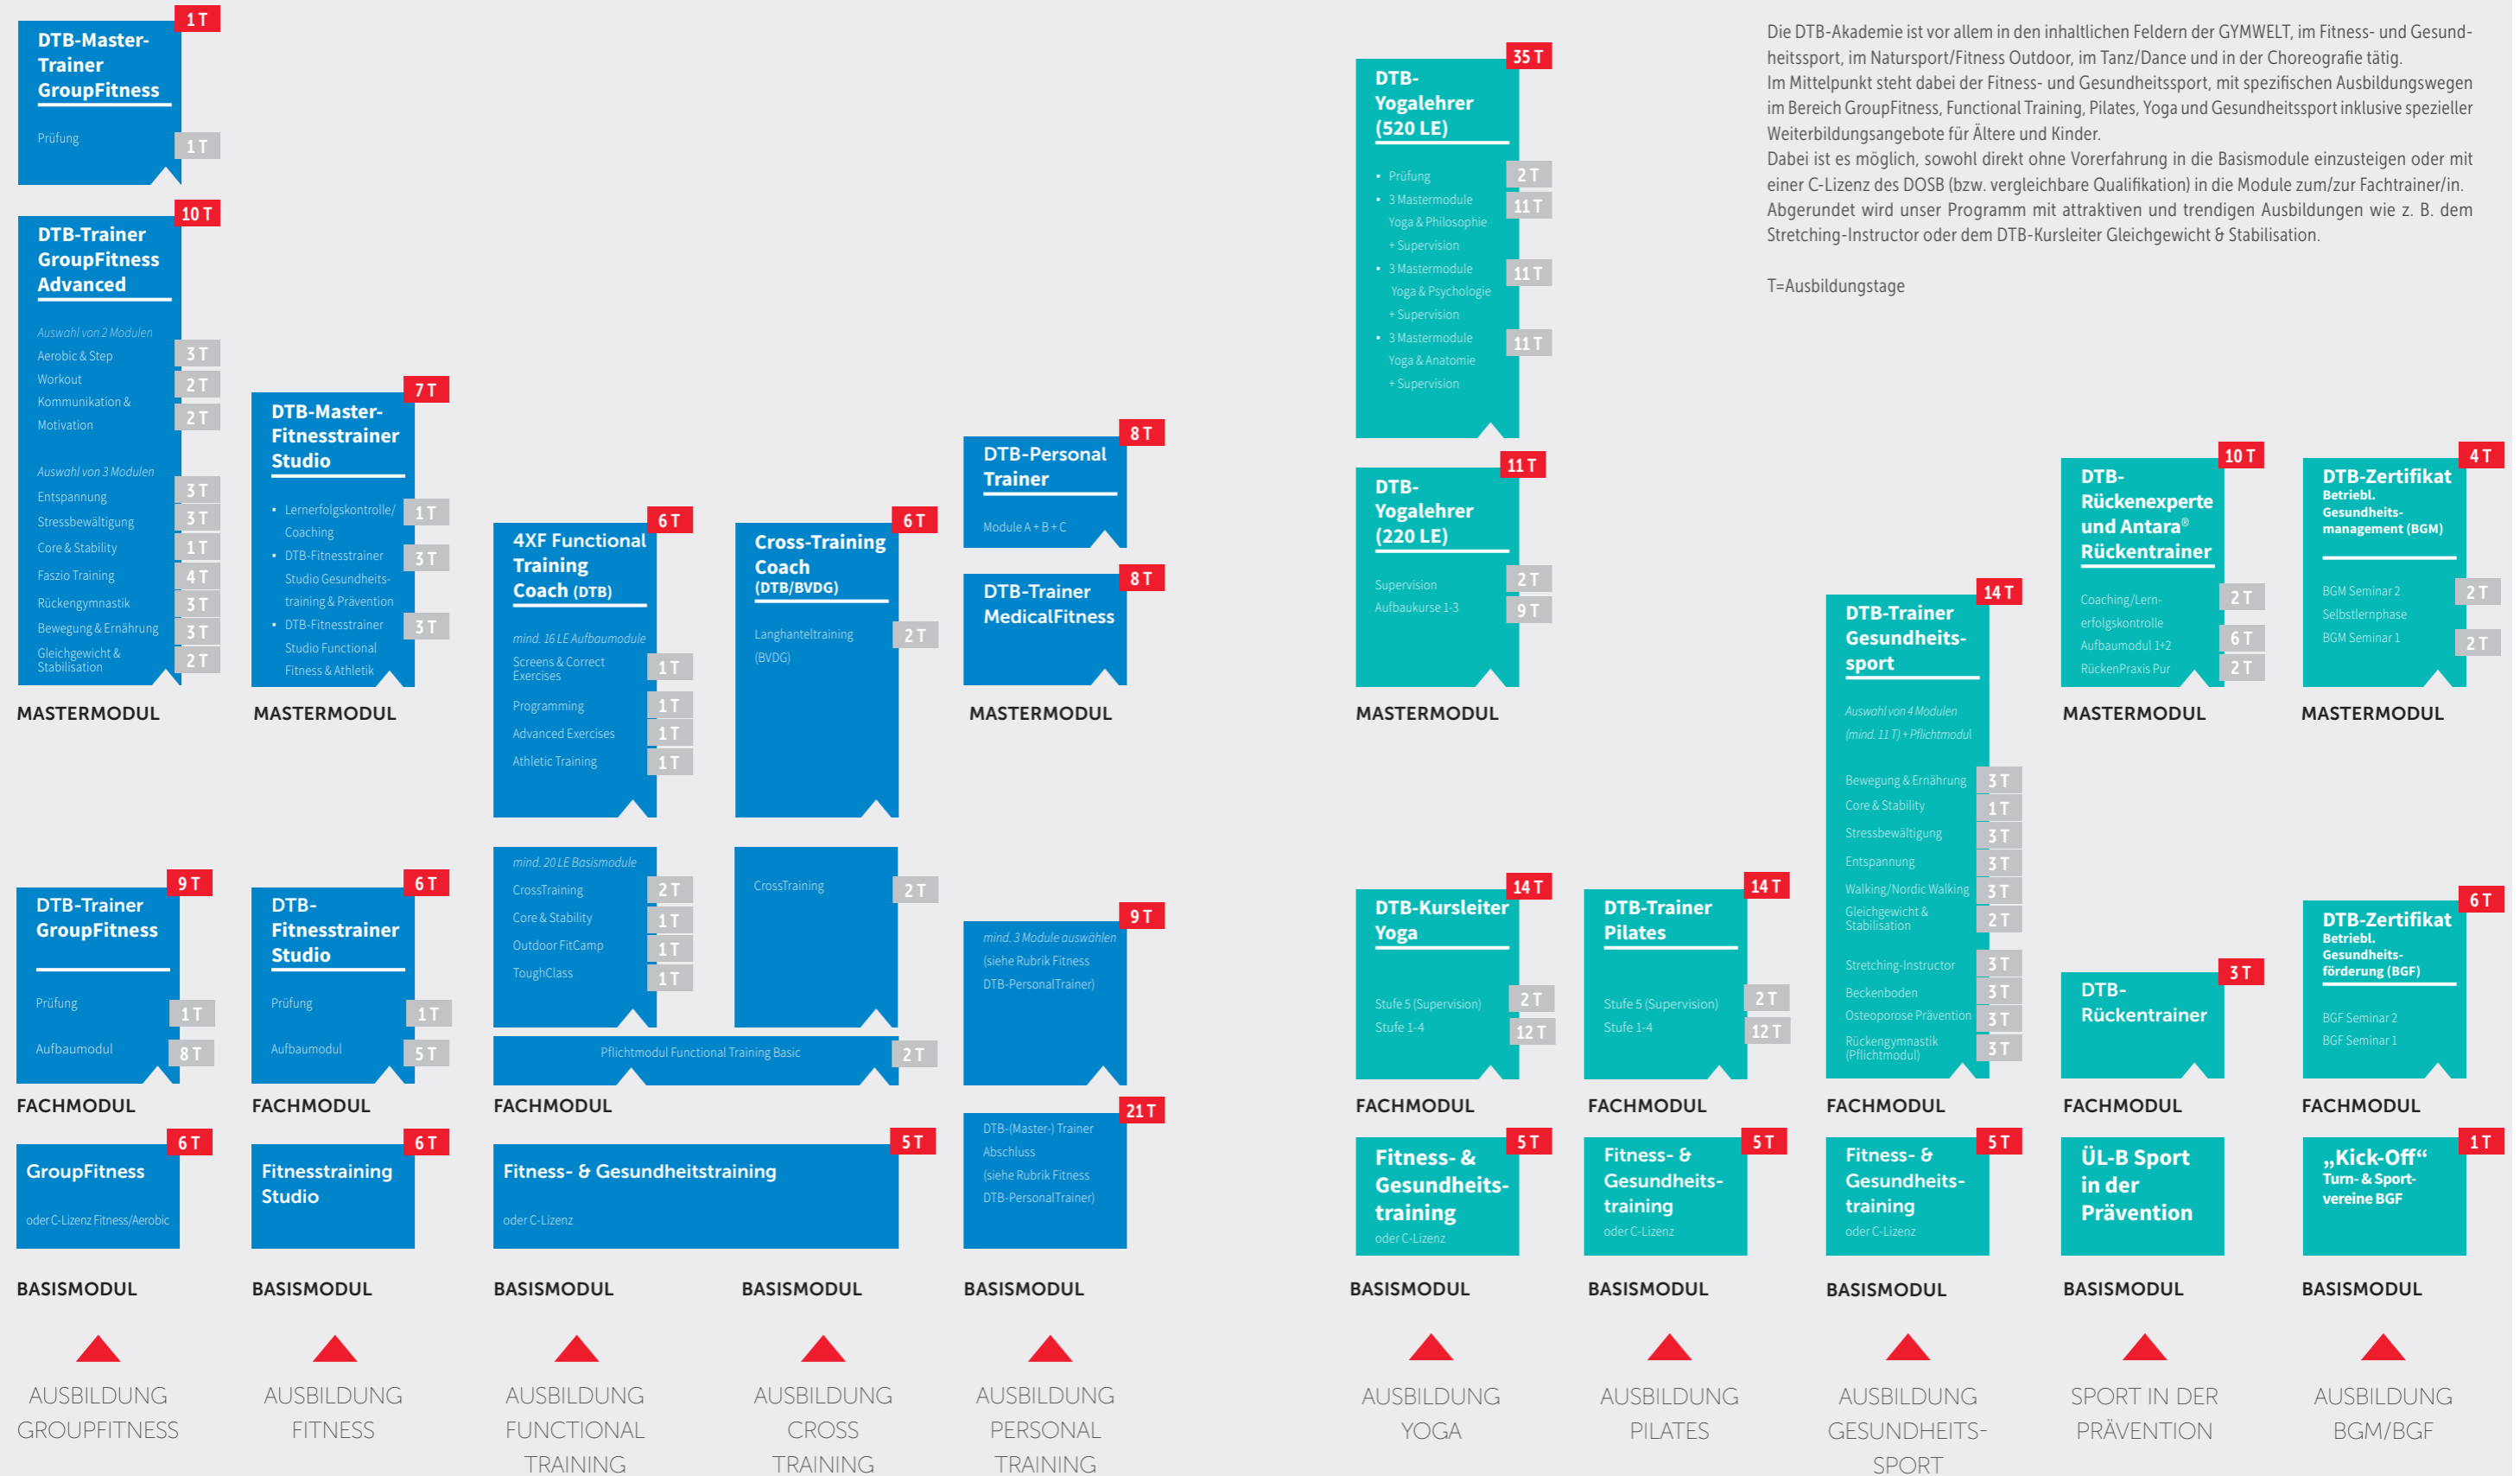 1 T
DTB-Master-
Trainer
GroupFitness
Prüfung
1 T
10 T
DTB-Trainer
GroupFitness
Advanced
Auswahl von 2 Modulen
Aerobic & Step
3 T
Workout
2 T
Kommunikation &
Motivation
2 T
Auswahl von 3 Modulen
Entspannung
3 T
Stressbewältigung
3 T
Core & Stability
1 T
Faszio Training
4 T
Rückengymnastik
3 T
Bewegung & Ernährung
3 T
Gleichgewicht &
Stabilisation
2 T
MASTERMODUL
9 T
DTB-Trainer
GroupFitness
Prüfung
1 T
Aufbaumodul
8 T
FACHMODUL
6 T
GroupFitness
oder C-Lizenz Fitness/Aerobic
BASISMODUL
AUSBILDUNG
GROUPFITNESS
7 T
DTB-Master-
Fitnesstrainer
Studio
• Lernerfolgskontrolle/
Coaching
1 T
• DTB-Fitnesstrainer
Studio Gesundheits-
training & Prävention
3 T
• DTB-Fitnesstrainer
Studio Functional
Fitness & Athletik
3 T
MASTERMODUL
6 T
DTB-
Fitnesstrainer
Studio
Prüfung
1 T
Aufbaumodul
5 T
FACHMODUL
6 T
Fitnesstraining
Studio
BASISMODUL
AUSBILDUNG
FITNESS
6 T
4XF Functional
Training
Coach (DTB)
mind. 16 LE Aufbaumodule
Screens & Correct
Exercises
1 T
Programming
1 T
Advanced Exercises
1 T
Athletic Training
1 T
mind. 20 LE Basismodule
CrossTraining
2 T
Core & Stability
1 T
Outdoor FitCamp
1 T
ToughClass
1 T
6 T
Cross-Training
Coach
(DTB/BVDG)
Langhanteltraining
(BVDG)
2 T
CrossTraining
2 T
Pflichtmodul Functional Training Basic
2 T
FACHMODUL
5 T
Fitness- & Gesundheitstraining
oder C-Lizenz
BASISMODUL
BASISMODUL
AUSBILDUNG
FUNCTIONAL
TRAINING
AUSBILDUNG
CROSS
TRAINING
8 T
DTB-Personal
Trainer
Module A + B + C
8 T
DTB-Trainer
MedicalFitness
MASTERMODUL
9 T
mind. 3 Module auswählen
(siehe Rubrik Fitness
DTB-PersonalTrainer)
21 T
DTB-(Master-) Trainer
Abschluss
(siehe Rubrik Fitness
DTB-PersonalTrainer)
BASISMODUL
AUSBILDUNG
PERSONAL
TRAINING
35 T
DTB-
Yogalehrer
(520 LE)
• Prüfung
2 T
• 3 Mastermodule
Yoga & Philosophie
+ Supervision
11 T
• 3 Mastermodule
Yoga & Psychologie
+ Supervision
11 T
• 3 Mastermodule
Yoga & Anatomie
+ Supervision
11 T
11 T
DTB-
Yogalehrer
(220 LE)
Supervision
2 T
Aufbaukurse 1-3
9 T
MASTERMODUL
14 T
DTB-Kursleiter
Yoga
Stufe 5 (Supervision)
2 T
Stufe 1-4
12 T
FACHMODUL
5 T
Fitness- &
Gesundheits-
training
oder C-Lizenz
BASISMODUL
AUSBILDUNG
YOGA
14 T
DTB-Trainer
Pilates
Stufe 5 (Supervision)
2 T
Stufe 1-4
12 T
FACHMODUL
5 T
Fitness- &
Gesundheits-
training
oder C-Lizenz
BASISMODUL
AUSBILDUNG
PILATES
Die DTB-Akademie ist vor allem in den inhaltlichen Feldern der GYMWELT, im Fitness- und Gesund-
heitssport, im Natursport/Fitness Outdoor, im Tanz/Dance und in der Choreografie tätig.
Im Mittelpunkt steht dabei der Fitness- und Gesundheitssport, mit spezifischen Ausbildungswegen
im Bereich GroupFitness, Functional Training, Pilates, Yoga und Gesundheitssport inklusive spezieller
Weiterbildungsangebote für Ältere und Kinder.
Dabei ist es möglich, sowohl direkt ohne Vorerfahrung in die Basismodule einzusteigen oder mit
einer C-Lizenz des DOSB (bzw. vergleichbare Qualifikation) in die Module zum/zur Fachtrainer/in.
Abgerundet wird unser Programm mit attraktiven und trendigen Ausbildungen wie z. B. dem
Stretching-Instructor oder dem DTB-Kursleiter Gleichgewicht & Stabilisation.
T=Ausbildungstage
14 T
DTB-Trainer
Gesundheits-
sport
Auswahl von 4 Modulen
(mind. 11 T) + Pflichtmodul
Bewegung & Ernährung
3 T
Core & Stability
1 T
Stressbewältigung
3 T
Entspannung
3 T
Walking/Nordic Walking
3 T
Gleichgewicht &
Stabilisation
2 T
Stretching-Instructor
3 T
Beckenboden
3 T
Osteoporose Prävention
3 T
Rückengymnastik
(Pflichtmodul)
3 T
FACHMODUL
5 T
Fitness- &
Gesundheits-
training
oder C-Lizenz
BASISMODUL
AUSBILDUNG
GESUNDHEITS-
SPORT
10 T
DTB-
Rückenexperte
und Antara®
Rückentrainer
Coaching/Lern-
erfolgskontrolle
2 T
Aufbaumodul 1+2
6 T
RückenPraxis Pur
2 T
MASTERMODUL
3 T
DTB-
Rückentrainer
FACHMODUL
ÜL-B Sport
in der
Prävention
BASISMODUL
SPORT IN DER
PRÄVENTION
4 T
DTB-Zertifikat
Betriebl.
Gesundheits-
management (BGM)
BGM Seminar 2
2 T
Selbstlernphase
BGM Seminar 1
2 T
MASTERMODUL
6 T
DTB-Zertifikat
Betriebl.
Gesundheits-
förderung (BGF)
BGF Seminar 2
BGF Seminar 1
FACHMODUL
1 T
„Kick-Off“
Turn- & Sport-
vereine BGF
BASISMODUL
AUSBILDUNG
BGM/BGF